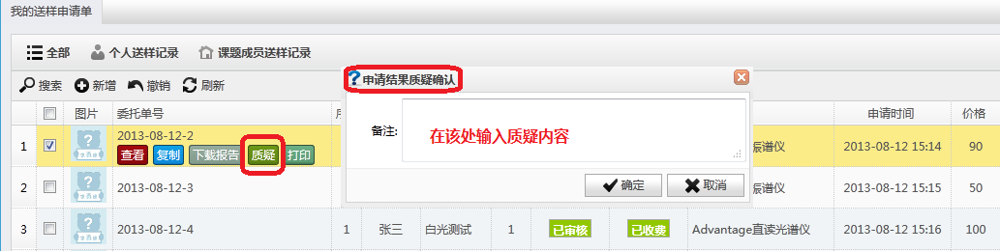 我的送样申请单
全部 个人送样记录 课题成员送样记录
搜索 新增 撤销 刷新
图片 委托单号 申请时间 价格
1 2013-08-12-2 振谱仪 2013-08-12 15:14 90
查看 复制 下载报告 质疑 打印
2 2013-08-12-3 振谱仪 2013-08-12 15:15 50
3 2013-08-12-4 1 张三 白光测试 1 已审核 已收费 Advantage直读光谱仪 2013-08-12 15:16 100
申请结果质疑确认
备注:
在该处输入质疑内容
确定 取消